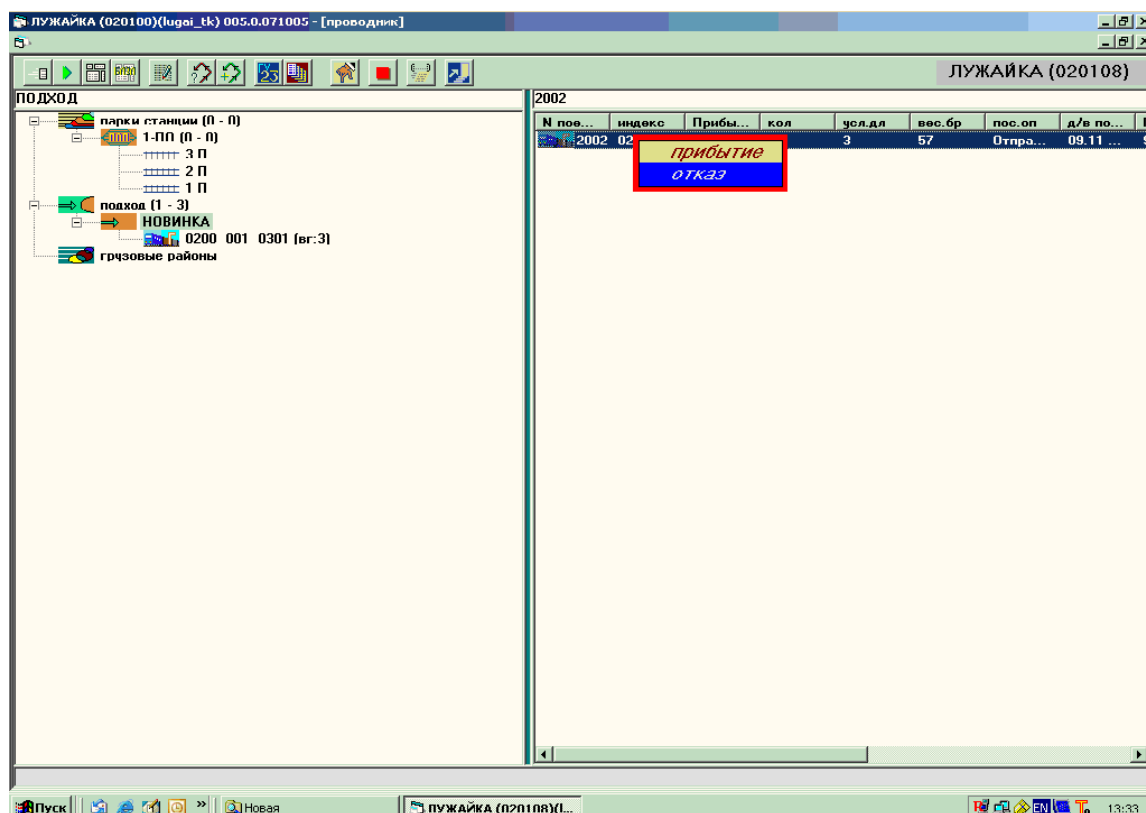 ЛУЖАЙКА (020100)(lugai_tk) 005.0.071005 - [проводник]
ЛУЖАЙКА (020108)
ПОДХОД
2002
парки станции (0 - 0)
1-ПП (0 - 0)
3 П
2 П
1 П
подход (1 - 3)
НОВИНКА
0200 001 0301 (вг:3)
грузовые районы
N пое... индекс Прибы... кол усл.дл вес.бр пос.оп д/в по...
2002 02 3 57 Отпра... 09.11 ...
прибытие
отказ
Пуск » Новая ЛУЖАЙКА (020108)(l... EN 13:33